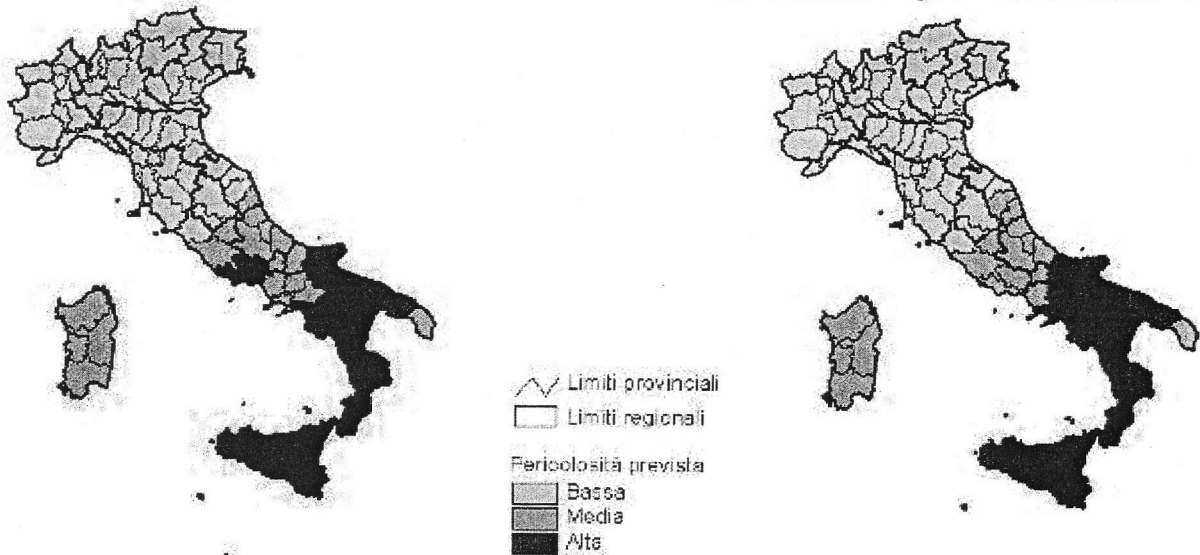 Limiti provinciali
Limiti regionali
Pericolosità prevista
Bassa
Media
Alta